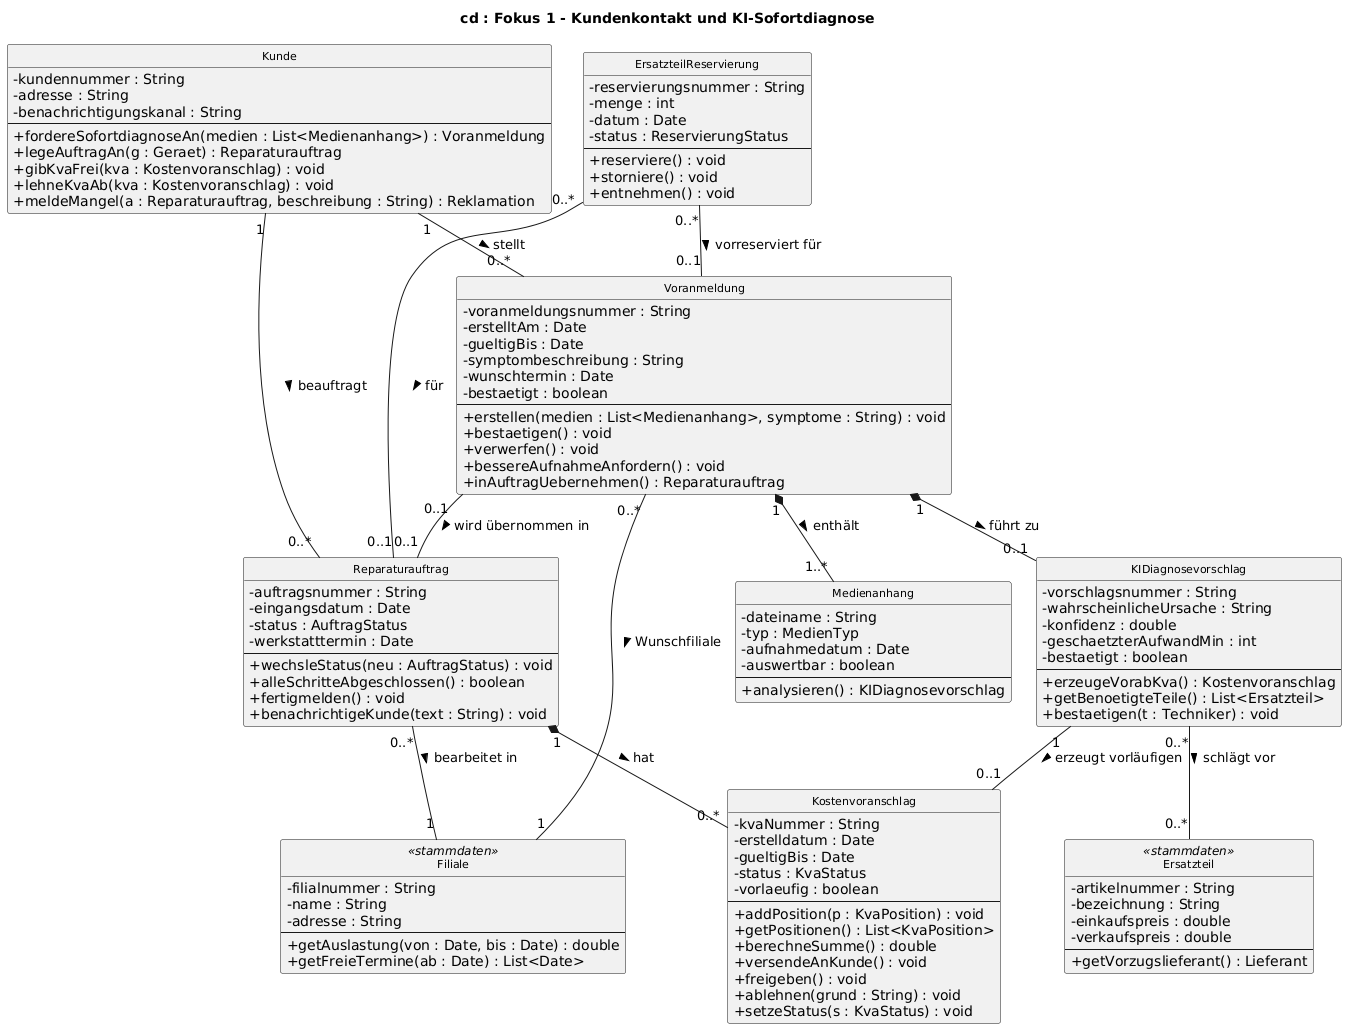 cd : Fokus 1 - Kundenkontakt und KI-Sofortdiagnose
Kunde
-kundennummer : String
-adresse : String
-benachrichtigungskanal : String
+fordereSofortdiagnoseAn(medien : List<Medienanhang>) : Voranmeldung
+legeAuftragAn(g : Geraet) : Reparaturauftrag
+gibKvaFrei(kva : Kostenvoranschlag) : void
+lehneKvaAb(kva : Kostenvoranschlag) : void
+meldeMangel(a : Reparaturauftrag, beschreibung : String) : Reklamation
ErsatzteilReservierung
-reservierungsnummer : String
-menge : int
-datum : Date
-status : ReservierungStatus
+reserviere() : void
+storniere() : void
+entnehmen() : void
0..*
1
1
stellt
0..*
0..*
vorreserviert für
0..1
Voranmeldung
-voranmeldungsnummer : String
-erstelltAm : Date
-gueltigBis : Date
-symptombeschreibung : String
-wunschtermin : Date
-bestaetigt : boolean
+erstellen(medien : List<Medienanhang>, symptome : String) : void
+bestaetigen() : void
+verwerfen() : void
+bessereAufnahmeAnfordern() : void
+inAuftragUebernehmen() : Reparaturauftrag
beauftragt
für
0..1
wird übernommen in
0..*
1
enthält
1
führt zu
0..*
0..1
0..1
1..*
0..1
Reparaturauftrag
-auftragsnummer : String
-eingangsdatum : Date
-status : AuftragStatus
-werkstatttermin : Date
+wechsleStatus(neu : AuftragStatus) : void
+alleSchritteAbgeschlossen() : boolean
+fertigmelden() : void
+benachrichtigeKunde(text : String) : void
Wunschfiliale
Medienanhang
-dateiname : String
-typ : MedienTyp
-aufnahmedatum : Date
-auswertbar : boolean
+analysieren() : KIDiagnosevorschlag
KIDiagnosevorschlag
-vorschlagsnummer : String
-wahrscheinlicheUrsache : String
-konfidenz : double
-geschaetzterAufwandMin : int
-bestaetigt : boolean
+erzeugeVorabKva() : Kostenvoranschlag
+getBenoetigteTeile() : List<Ersatzteil>
+bestaetigen(t : Techniker) : void
0..*
bearbeitet in
1
1
hat
1
0..*
1
erzeugt vorläufigen
0..1
0..*
schlägt vor
0..*
«stammdaten»
Filiale
-filialnummer : String
-name : String
-adresse : String
+getAuslastung(von : Date, bis : Date) : double
+getFreieTermine(ab : Date) : List<Date>
Kostenvoranschlag
-kvaNummer : String
-erstelldatum : Date
-gueltigBis : Date
-status : KvaStatus
-vorlaeufig : boolean
+addPosition(p : KvaPosition) : void
+getPositionen() : List<KvaPosition>
+berechneSumme() : double
+versendeAnKunde() : void
+freigeben() : void
+ablehnen(grund : String) : void
+setzeStatus(s : KvaStatus) : void
«stammdaten»
Ersatzteil
-artikelnummer : String
-bezeichnung : String
-einkaufspreis : double
-verkaufspreis : double
+getVorzugslieferant() : Lieferant